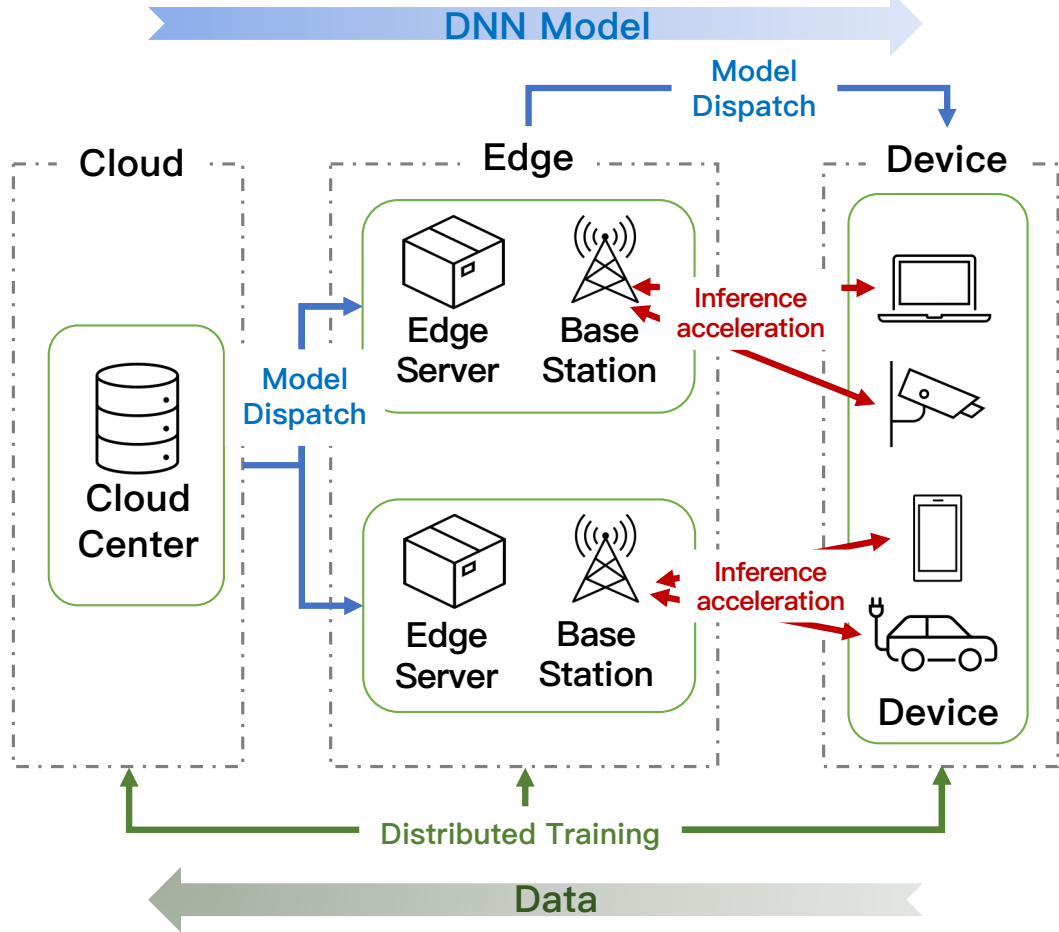 DNN Model
Model
Dispatch
Cloud
Edge
Device
Edge
Server
Base
Station
Inference
acceleration
Model
Dispatch
Cloud
Center
Edge
Server
Base
Station
Inference
acceleration
Device
Distributed Training
Data